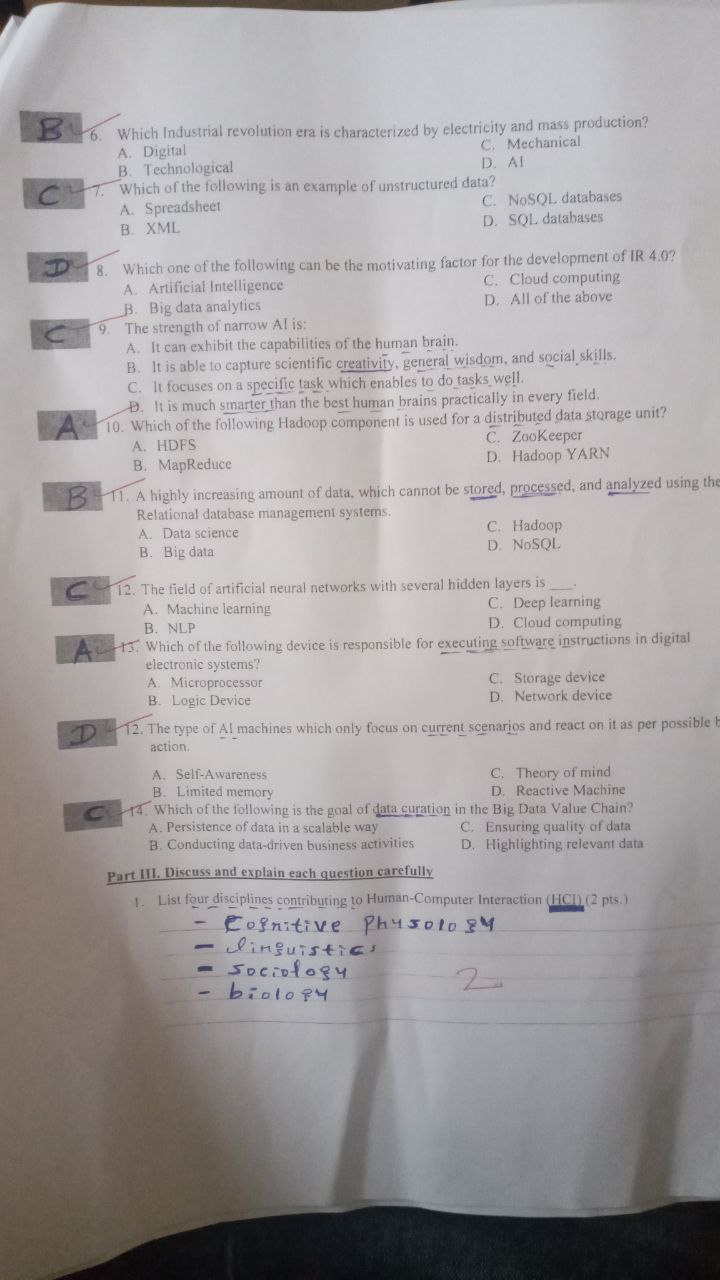 B 6. Which Industrial revolution era is characterized by electricity and mass production?
A. Digital C. Mechanical
B. Technological D. AI
C 7. Which of the following is an example of unstructured data?
A. Spreadsheet C. NoSQL databases
B. XML D. SQL databases
D 8. Which one of the following can be the motivating factor for the development of IR 4.0?
A. Artificial Intelligence C. Cloud computing
B. Big data analytics D. All of the above
C 9. The strength of narrow AI is:
A. It can exhibit the capabilities of the human brain.
B. It is able to capture scientific creativity, general wisdom, and social skills.
C. It focuses on a specific task which enables to do tasks well.
D. It is much smarter than the best human brains practically in every field.
A 10. Which of the following Hadoop component is used for a distributed data storage unit?
A. HDFS C. ZooKeeper
B. MapReduce D. Hadoop YARN
B 11. A highly increasing amount of data, which cannot be stored, processed, and analyzed using the
Relational database management systems.
A. Data science C. Hadoop
B. Big data D. NoSQL
C 12. The field of artificial neural networks with several hidden layers is ___.
A. Machine learning C. Deep learning
B. NLP D. Cloud computing
A 13. Which of the following device is responsible for executing software instructions in digital
electronic systems?
A. Microprocessor C. Storage device
B. Logic Device D. Network device
D 12. The type of AI machines which only focus on current scenarios and react on it as per possible b
action.
A. Self-Awareness C. Theory of mind
B. Limited memory D. Reactive Machine
C 14. Which of the following is the goal of data curation in the Big Data Value Chain?
A. Persistence of data in a scalable way C. Ensuring quality of data
B. Conducting data-driven business activities D. Highlighting relevant data
Part III. Discuss and explain each question carefully
1. List four disciplines contributing to Human-Computer Interaction (HCI) (2 pts.)
- Cognitive Physology
- linguistics
- sociology
- biology
2